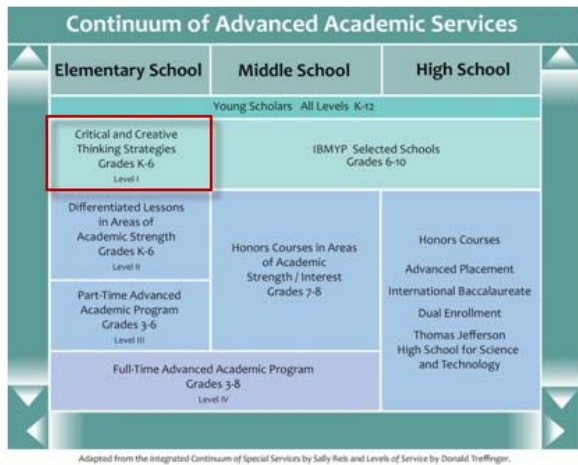 Continuum of Advanced Academic Services
Elementary School
Middle School
High School
Young Scholars All Levels K-12
Critical and Creative
Thinking Strategies
Grades K-6
Level I
IBMYP Selected Schools
Grades 6-10
Differentiated Lessons
in Areas of
Academic Strength
Grades K-6
Level II
Part-Time Advanced
Academic Program
Grades 3-6
Level III
Honors Courses in Areas
of Academic
Strength / Interest
Grades 7-8
Honors Courses
Advanced Placement
International Baccalaureate
Dual Enrollment
Thomas Jefferson
High School for Science
and Technology
Full-Time Advanced Academic Program
Grades 3-8
Level IV
Adapted from the Integrated Continuum of Special Services by Sally Reis and Levels of Service by Donald Treffinger.